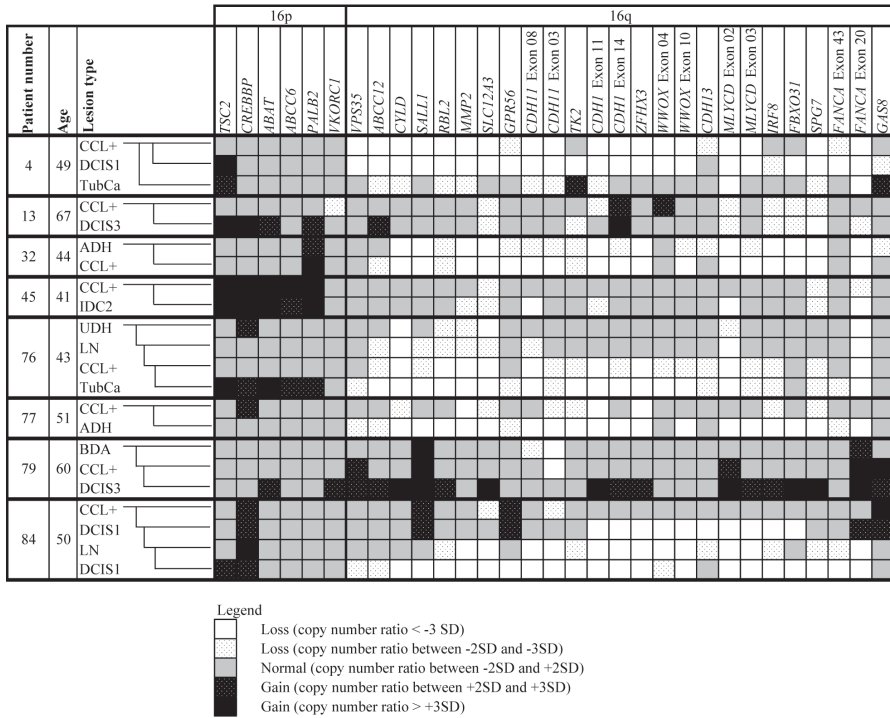 16p 16q
Patient number Age Lesion type TSC2 CREBBP ABAT ABCC6 PALB2 VKORC1 VPS35 ABCC12 CYLD SALL1 RBL2 MMP2 SLC12A3 GPR56 CDH11 Exon 08 CDH11 Exon 03 TK2 CDH1 Exon 11 CDH1 Exon 14 ZFHX3 WWOX Exon 04 WWOX Exon 10 CDH13 MLYCD Exon 02 MLYCD Exon 03 IRF8 FBXO31 SPG7 FANCA Exon 43 FANCA Exon 20 GAS8
CCL+
4 49 DCIS1
TubCa
13 67 CCL+
DCIS3
32 44 ADH
CCL+
45 41 CCL+
IDC2
UDH
76 43 LN
CCL+
TubCa
77 51 CCL+
ADH
BDA
79 60 CCL+
DCIS3
CCL+
84 50 DCIS1
LN
DCIS1
Legend
Loss (copy number ratio < -3 SD)
Loss (copy number ratio between -2SD and -3SD)
Normal (copy number ratio between -2SD and +2SD)
Gain (copy number ratio between +2SD and +3SD)
Gain (copy number ratio > +3SD)